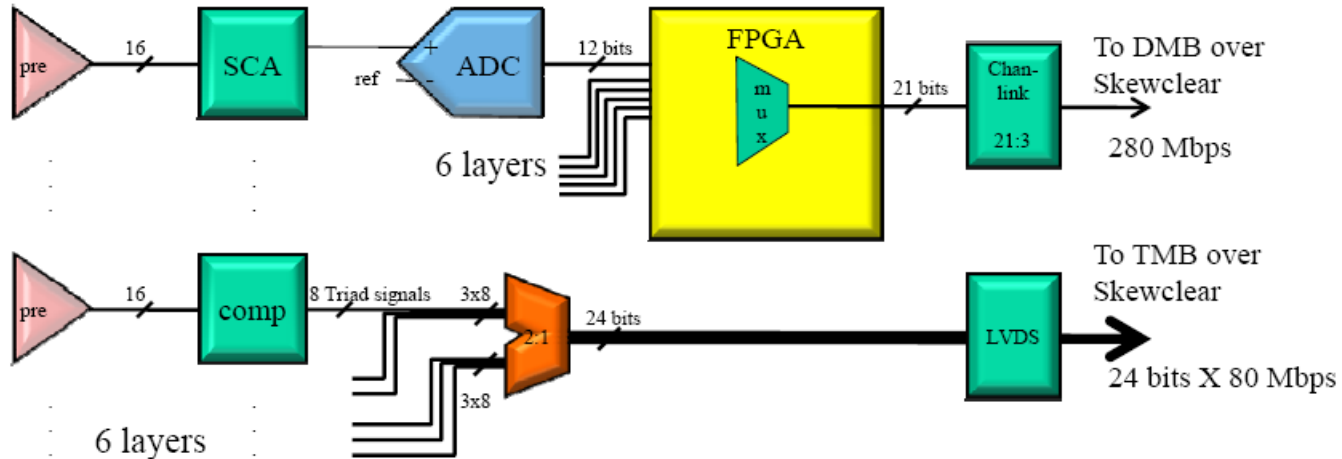 pre
16
SCA
+
-
ref
ADC
12 bits
6 layers
FPGA
m
u
x
21 bits
Chan-
link
21:3
To DMB over
Skewclear
280 Mbps
pre
16
comp
8 Triad signals
3x8
3x8
2:1
24 bits
LVDS
To TMB over
Skewclear
24 bits X 80 Mbps
6 layers